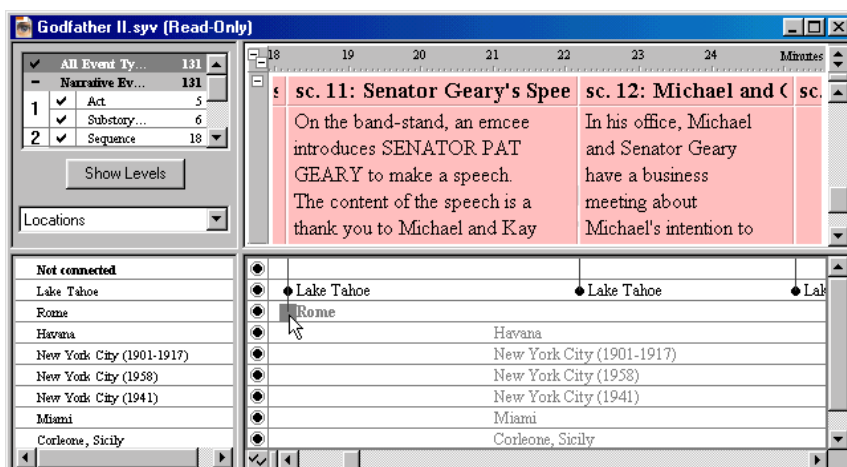 Godfather II.syv (Read-Only)
All Event Ty... 131
Narrative Ev... 131
1 Act 5
Substory... 6
2 Sequence 18
Show Levels
Locations
18 19 20 21 22 23 24 Minutes
s sc. 11: Senator Geary's Spee sc. 12: Michael and G sc.
On the band-stand, an emcee
introduces SENATOR PAT
GEARY to make a speech.
The content of the speech is a
thank you to Michael and Kay
In his office, Michael
and Senator Geary
have a business
meeting about
Michael's intention to
Not connected
Lake Tahoe
Rome
Havana
New York City (1901-1917)
New York City (1958)
New York City (1941)
Miami
Corleone, Sicily
Lake Tahoe Lake Tahoe Lak
Rome
Havana
New York City (1901-1917)
New York City (1958)
New York City (1941)
Miami
Corleone, Sicily